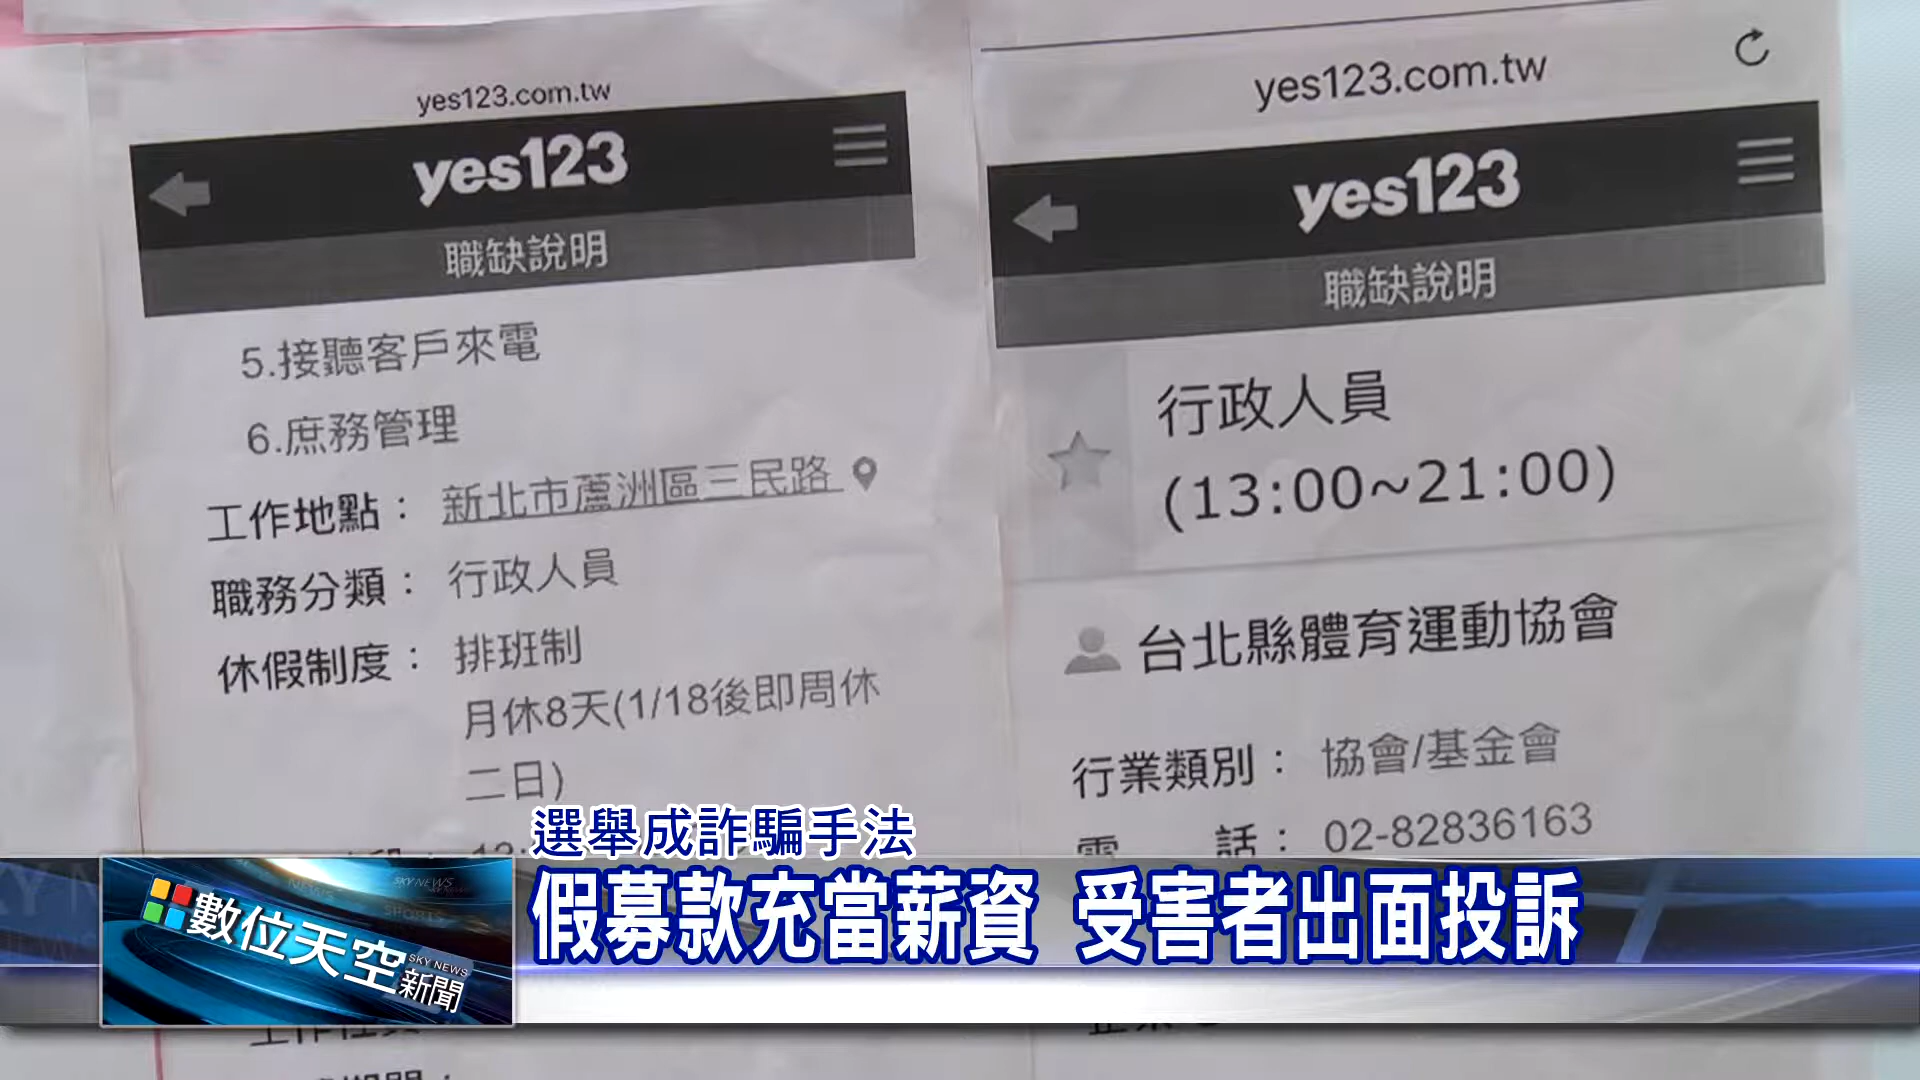 yes123.com.tw
yes123
職缺說明
5.接聽客戶來電
6.庶務管理
工作地點：新北市蘆洲區三民路
職務分類：行政人員
休假制度：排班制
月休8天(1/18後即周休
二日)
yes123.com.tw
yes123
職缺說明
行政人員
(13:00~21:00)
台北縣體育運動協會
行業類別：協會/基金會
電 話：02-82836163
選舉成詐騙手法
假募款充當薪資 受害者出面投訴
數位天空
SKY NEWS
新聞